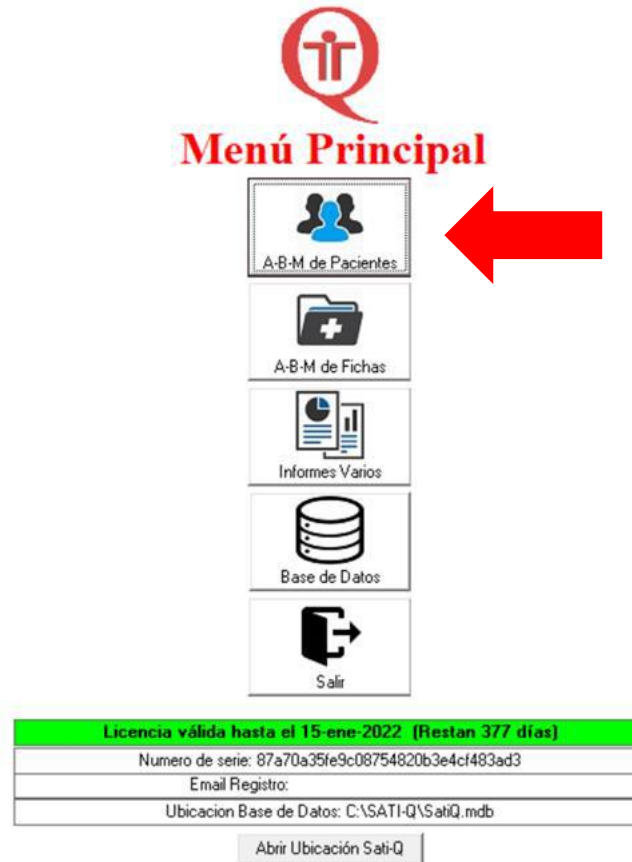 Menú Principal
A-B-M de Pacientes
A-B-M de Fichas
Informes Varios
Base de Datos
Salir
Licencia válida hasta el 15-ene-2022 (Restan 377 días)
Numero de serie: 87a70a35fe9c08754820b3e4cf483ad3
Email Registro:
Ubicacion Base de Datos: C:\SATI-Q\SatiQ.mdb
Abrir Ubicación Sati-Q